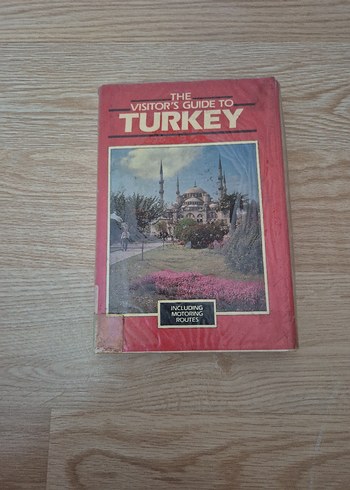 THE
VISITOR'S GUIDE TO
TURKEY
INCLUDING
MOTORING
ROUTES